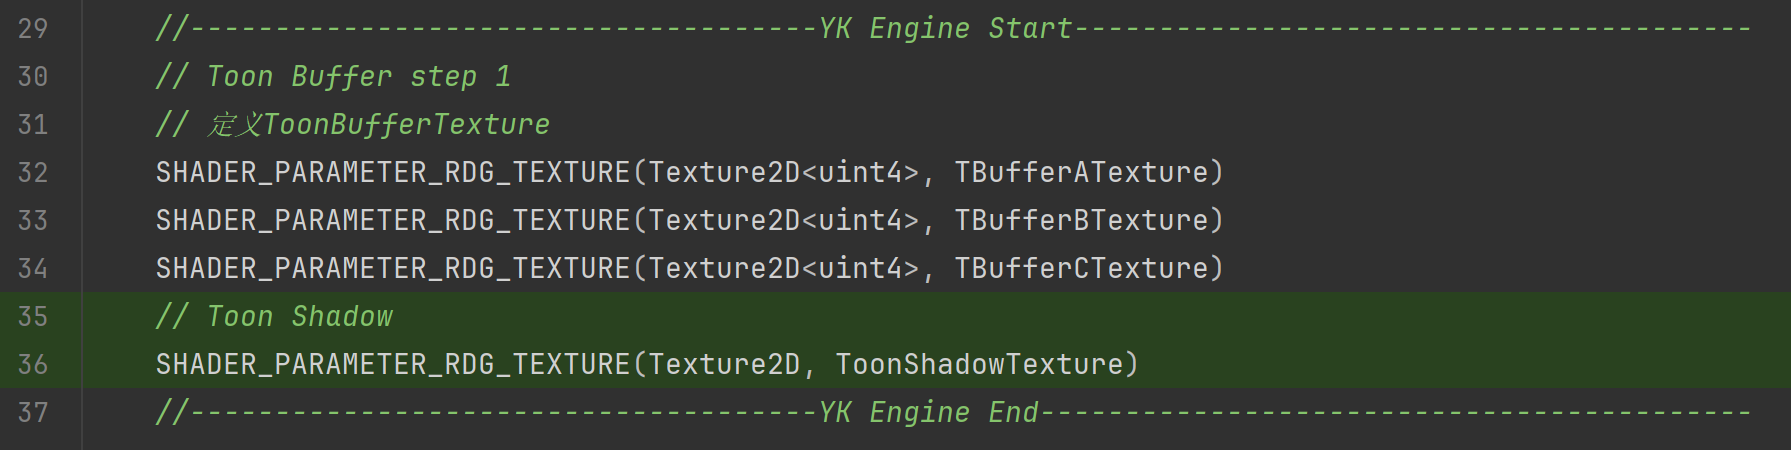 29 //-------------------------------------YK Engine Start----------------------------------------
30 // Toon Buffer step 1
31 // 定义ToonBufferTexture
32 SHADER_PARAMETER_RDG_TEXTURE(Texture2D<uint4>, TBufferATexture)
33 SHADER_PARAMETER_RDG_TEXTURE(Texture2D<uint4>, TBufferBTexture)
34 SHADER_PARAMETER_RDG_TEXTURE(Texture2D<uint4>, TBufferCTexture)
35 // Toon Shadow
36 SHADER_PARAMETER_RDG_TEXTURE(Texture2D, ToonShadowTexture)
37 //-------------------------------------YK Engine End------------------------------------------